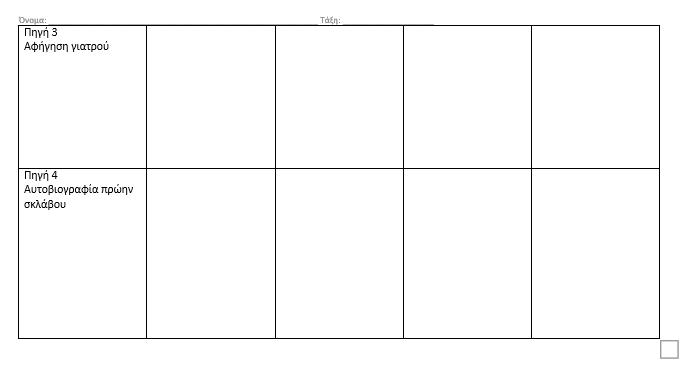 Όνομα: Τάξη:
Πηγή 3
Αφήγηση γιατρού
Πηγή 4
Αυτοβιογραφία πρώην
σκλάβου